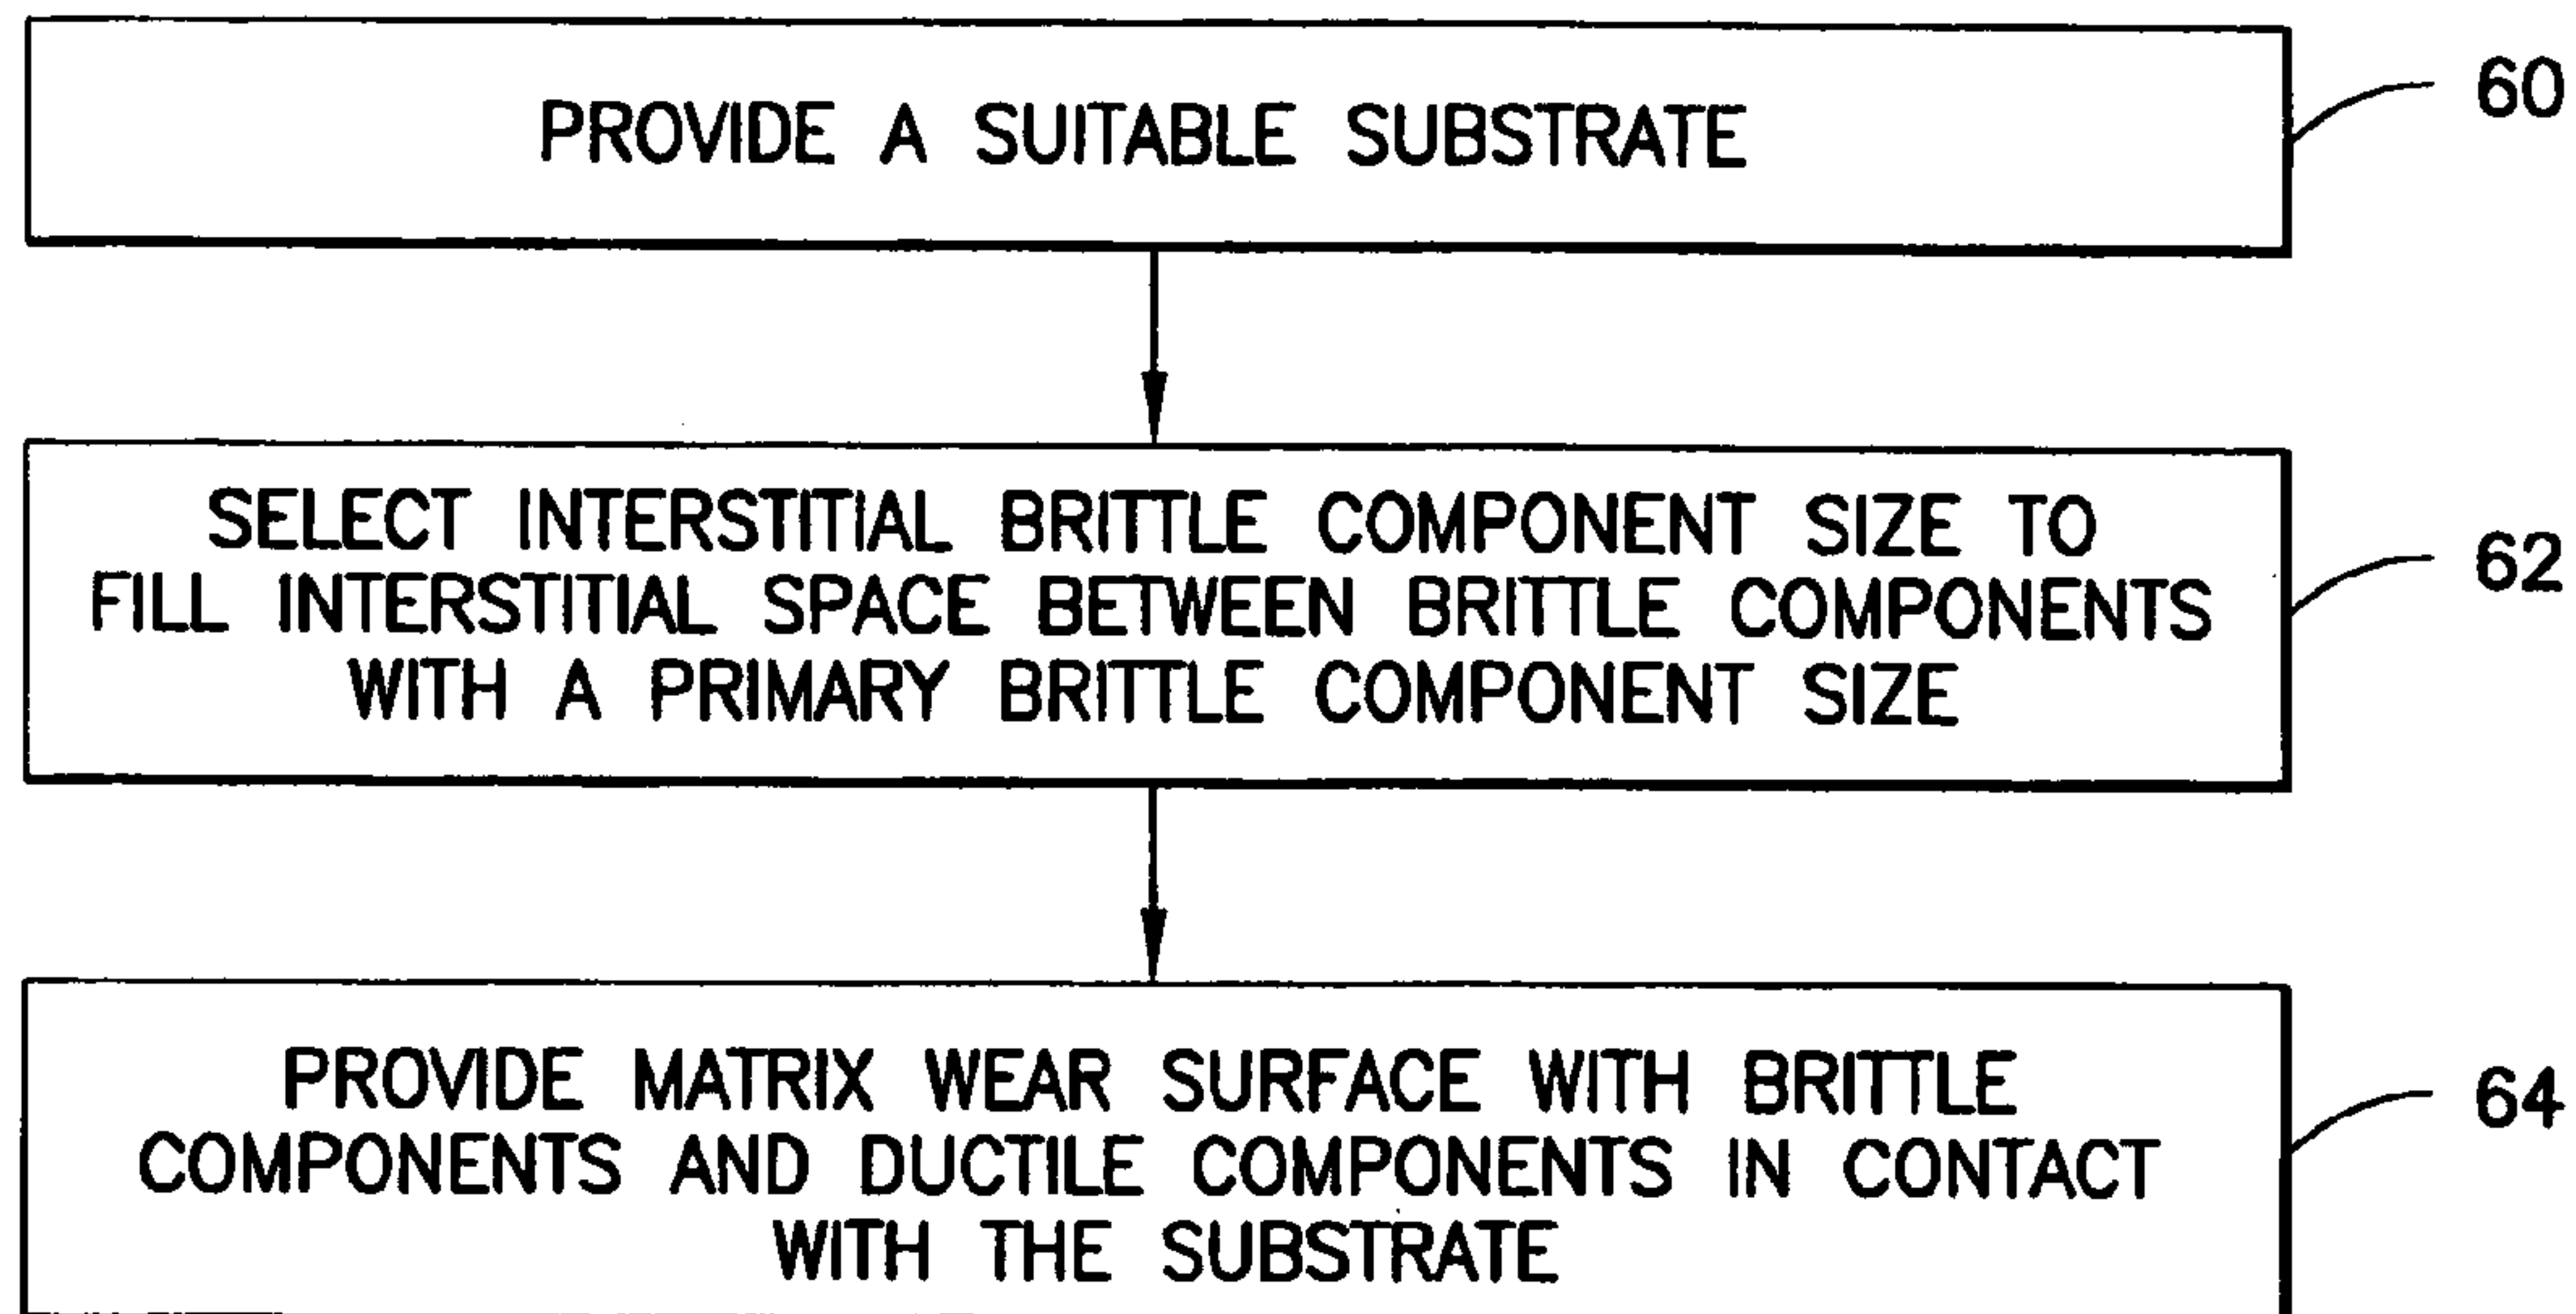 PROVIDE A SUITABLE SUBSTRATE
60
SELECT INTERSTITIAL BRITTLE COMPONENT SIZE TO
FILL INTERSTITIAL SPACE BETWEEN BRITTLE COMPONENTS
WITH A PRIMARY BRITTLE COMPONENT SIZE
62
PROVIDE MATRIX WEAR SURFACE WITH BRITTLE
COMPONENTS AND DUCTILE COMPONENTS IN CONTACT
WITH THE SUBSTRATE
64